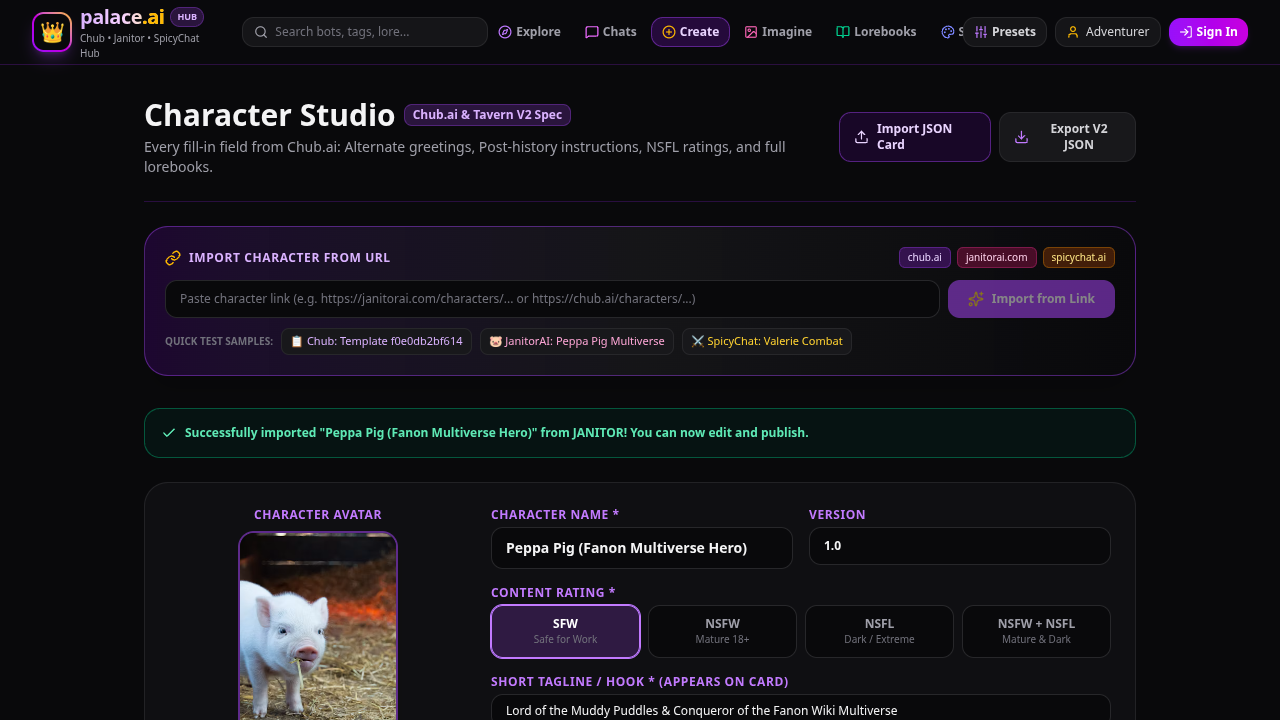 palace.ai HUB
Chub • Janitor • SpicyChat
Hub
Search bots, tags, lore...
Explore
Chats
Create
Imagine
Lorebooks
S
Presets
Adventurer
Sign In
Character Studio
Chub.ai & Tavern V2 Spec
Every fill-in field from Chub.ai: Alternate greetings, Post-history instructions, NSFL ratings, and full
lorebooks.
Import JSON
Card
Export V2
JSON
IMPORT CHARACTER FROM URL
chub.ai
janitorai.com
spicychat.ai
Paste character link (e.g. https://janitorai.com/characters/... or https://chub.ai/characters/...)
Import from Link
QUICK TEST SAMPLES:
Chub: Template f0e0db2bf614
JanitorAI: Peppa Pig Multiverse
SpicyChat: Valerie Combat
Successfully imported "Peppa Pig (Fanon Multiverse Hero)" from JANITOR! You can now edit and publish.
CHARACTER AVATAR
CHARACTER NAME *
Peppa Pig (Fanon Multiverse Hero)
VERSION
1.0
CONTENT RATING *
SFW
Safe for Work
NSFW
Mature 18+
NSFL
Dark / Extreme
NSFW + NSFL
Mature & Dark
SHORT TAGLINE / HOOK * (APPEARS ON CARD)
Lord of the Muddy Puddles & Conqueror of the Fanon Wiki Multiverse